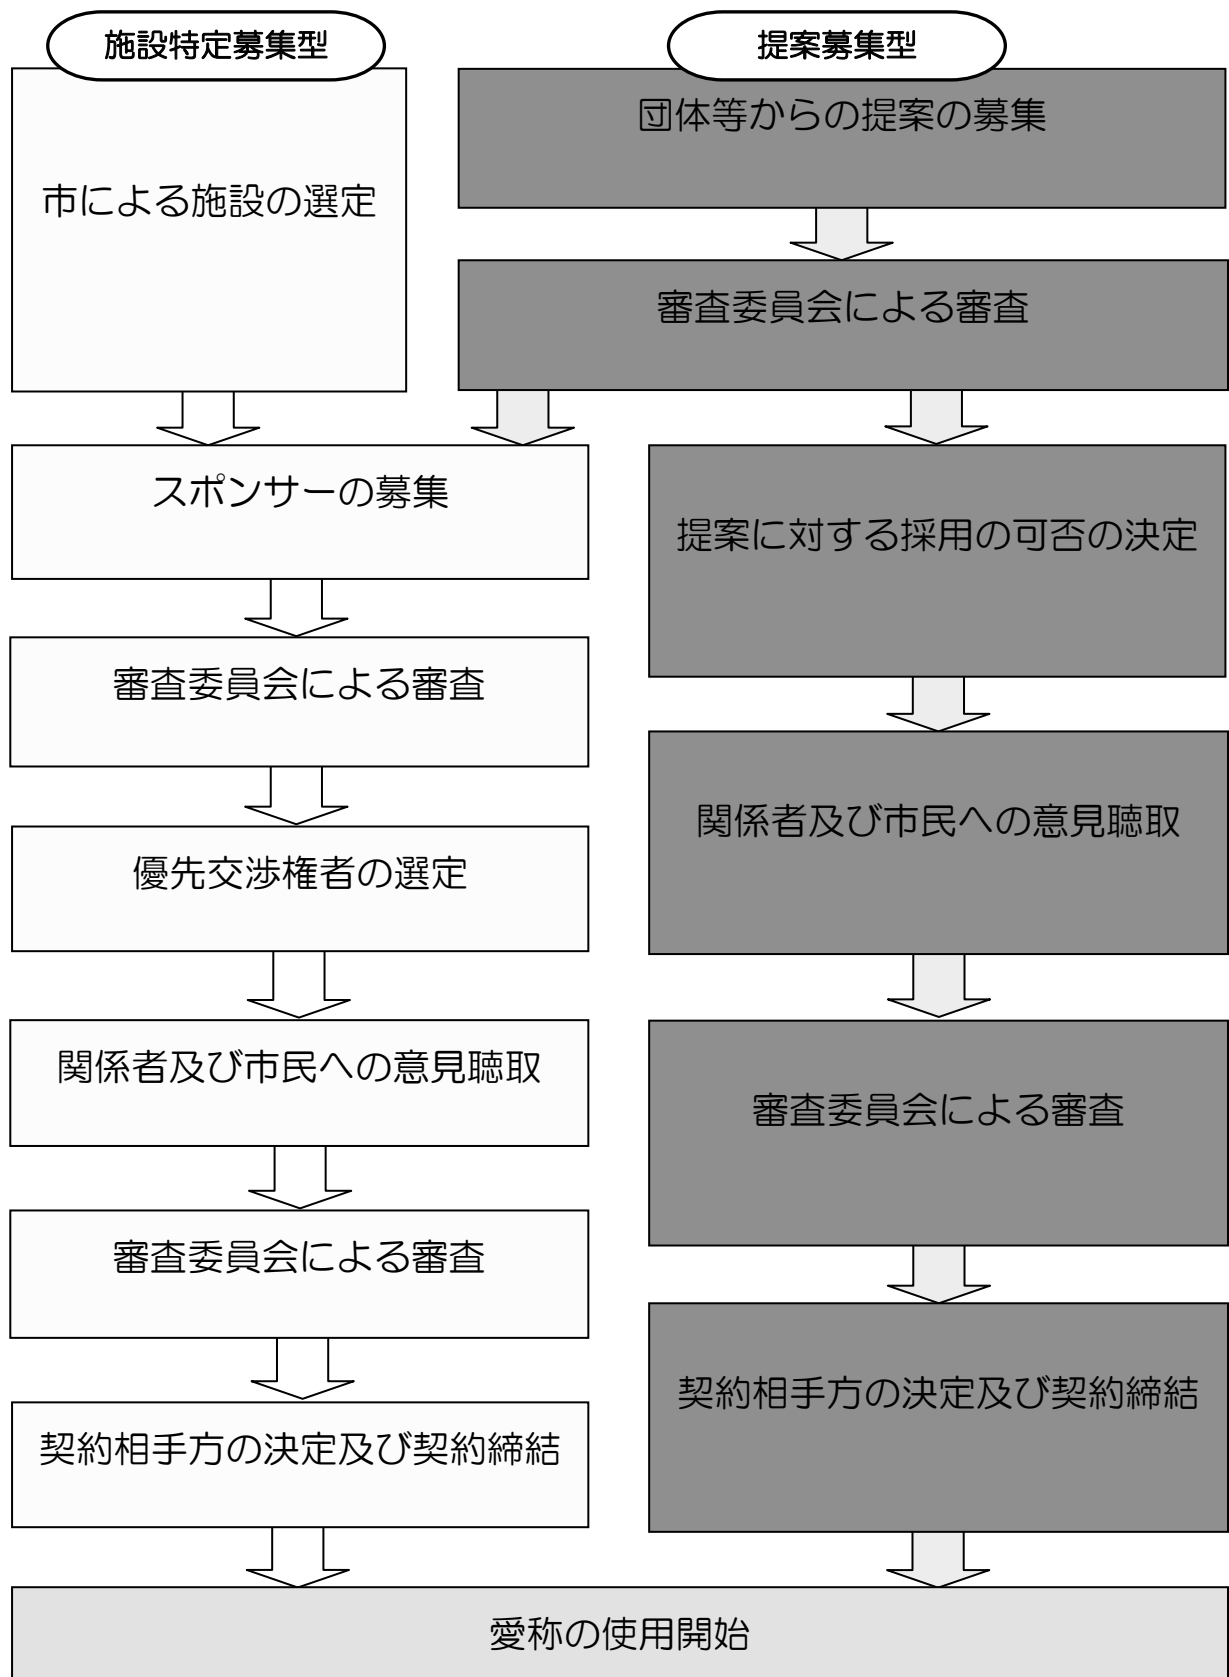 施設特定募集型
市による施設の選定
スポンサーの募集
審査委員会による審査
優先交渉権者の選定
関係者及び市民への意見聴取
審査委員会による審査
契約相手方の決定及び契約締結
提案募集型
団体等からの提案の募集
審査委員会による審査
提案に対する採用の可否の決定
関係者及び市民への意見聴取
審査委員会による審査
契約相手方の決定及び契約締結
愛称の使用開始